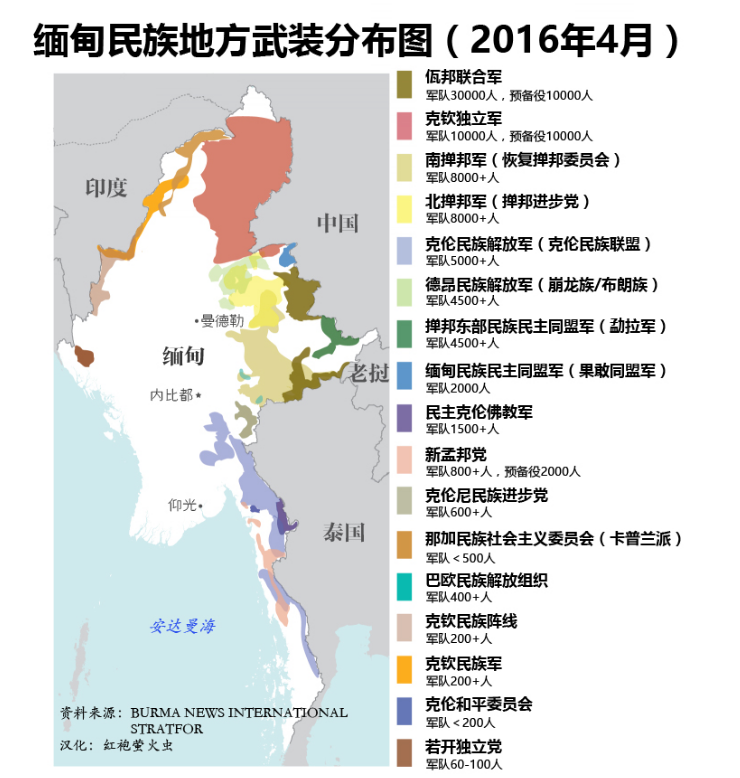 缅甸民族地方武装分布图（2016年4月）
佤邦联合军
军队30000人，预备役10000人
克钦独立军
军队10000人，预备役10000人
南掸邦军（恢复掸邦委员会）
军队8000+人
北掸邦军（掸邦进步党）
军队8000+人
克伦民族解放军（克伦民族联盟）
军队5000+人
德昂民族解放军（崩龙族/布朗族）
军队4500+人
掸邦东部民族民主同盟军（勐拉军）
军队4500+人
缅甸民族民主同盟军（果敢同盟军）
军队2000人
民主克伦佛教军
军队1500+人
新孟邦党
军队800+人，预备役2000人
克伦尼民族进步党
军队600+人
那加民族社会主义委员会（卡普兰派）
军队＜500人
巴欧民族解放组织
军队400+人
克钦民族阵线
军队200+人
克钦民族军
军队200+人
克伦和平委员会
军队＜200人
若开独立党
军队60-100人
印度
中国
曼德勒
缅甸
老挝
内比都
仰光
泰国
安达曼海
资料来源：BURMA NEWS INTERNATIONAL
STRATFOR
汉化：红袍萤火虫